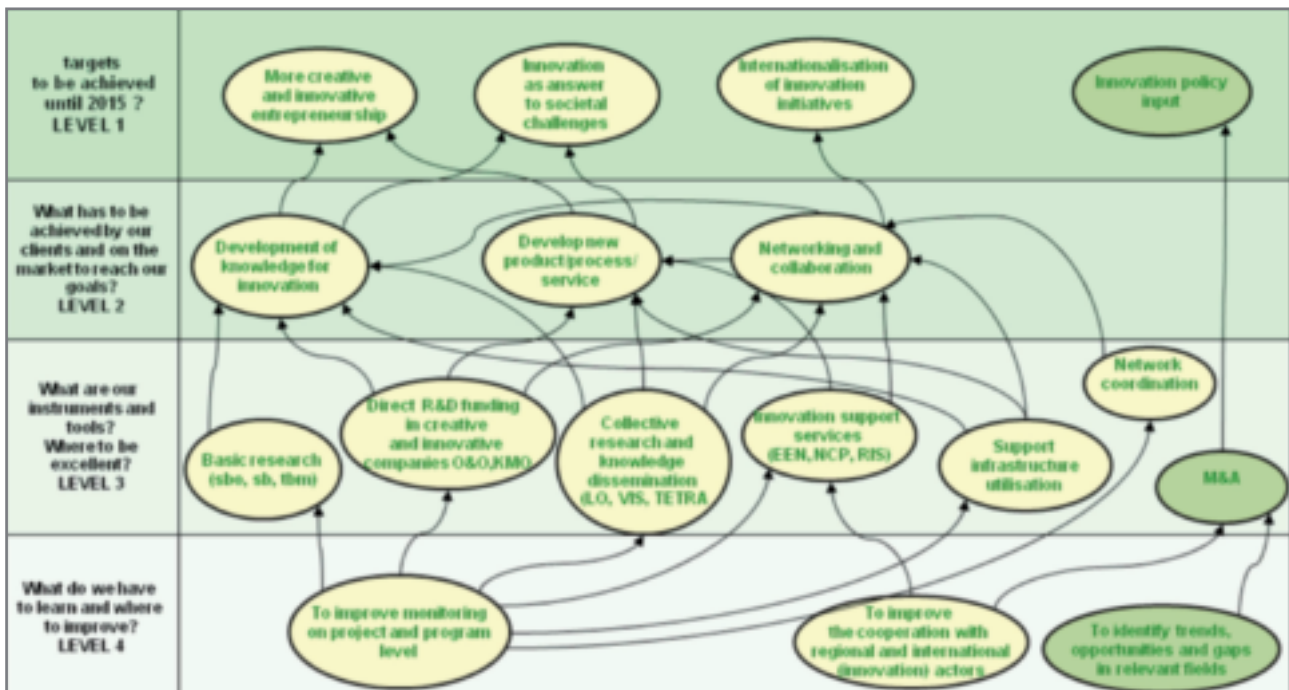 targets
to be achieved
until 2015 ?
LEVEL 1
More creative
and innovative
entrepreneurship
Innovation
as answer
to societal
challenges
Internationalisation
of innovation
initiatives
Innovation policy
input
What has to be
achieved by our
clients and on the
market to reach our
goals?
LEVEL 2
Development of
knowledge for
innovation
Develop new
product/process/
service
Networking and
collaboration
What are our
instruments and
tools?
Where to be
excellent?
LEVEL 3
Basic research
(sbo, sb, tbm)
Direct R&D funding
in creative
and innovative
companies O&O,KMO
Collective
research and
knowledge
dissemination
(LO, VIS, TETRA
Innovation support
services
(EEN, NCP, RIS)
Support
infrastructure
utilisation
Network
coordination
M&A
What do we have
to learn and where
to improve?
LEVEL 4
To improve monitoring
on project and program
level
To improve
the cooperation with
regional and international
(innovation) actors
To identify trends,
opportunities and gaps
in relevant fields